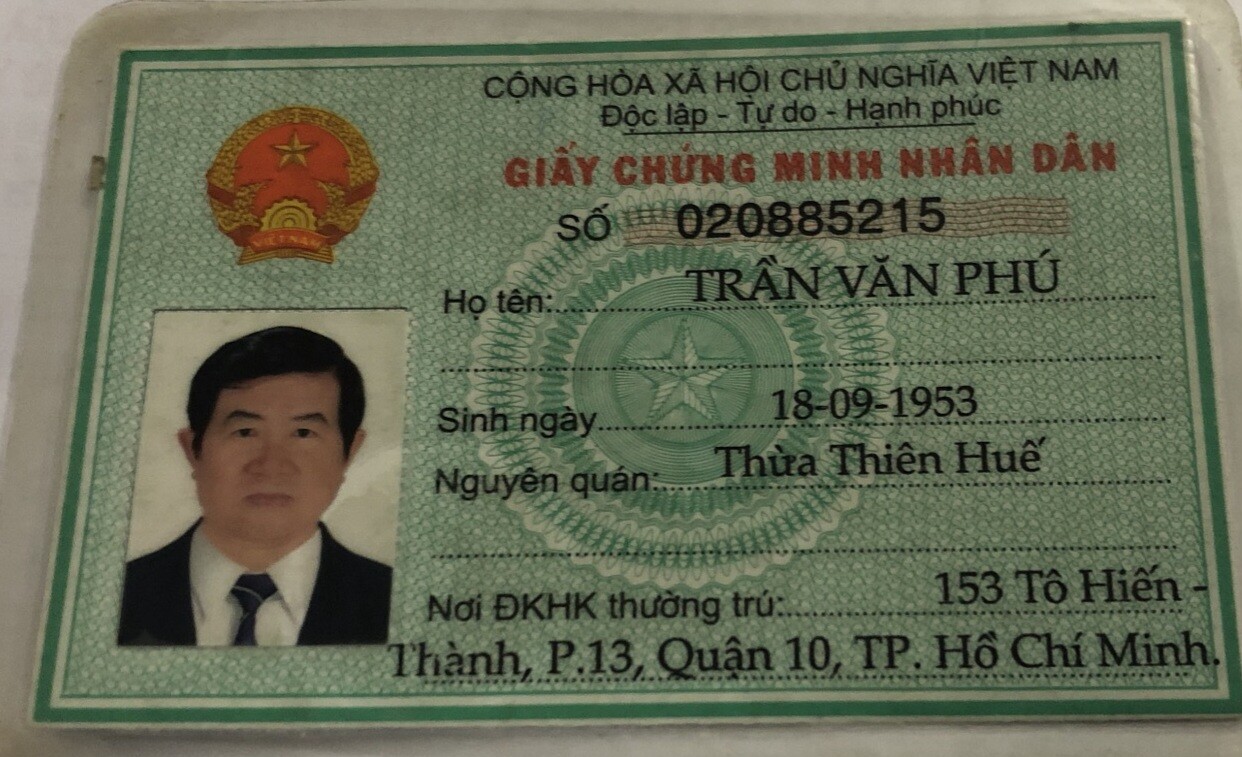 CỘNG HÒA XÃ HỘI CHỦ NGHĨA VIỆT NAM
Độc lập - Tự do - Hạnh phúc
GIẤY CHỨNG MINH NHÂN DÂN
SỐ 020885215
Họ tên: TRẦN VĂN PHÚ
Sinh ngày 18-09-1953
Nguyên quán: Thừa Thiên Huế
Nơi ĐKHK thường trú: 153 Tô Hiến -
Thành, P.13, Quận 10, TP. Hồ Chí Minh.
VIỆT NAM